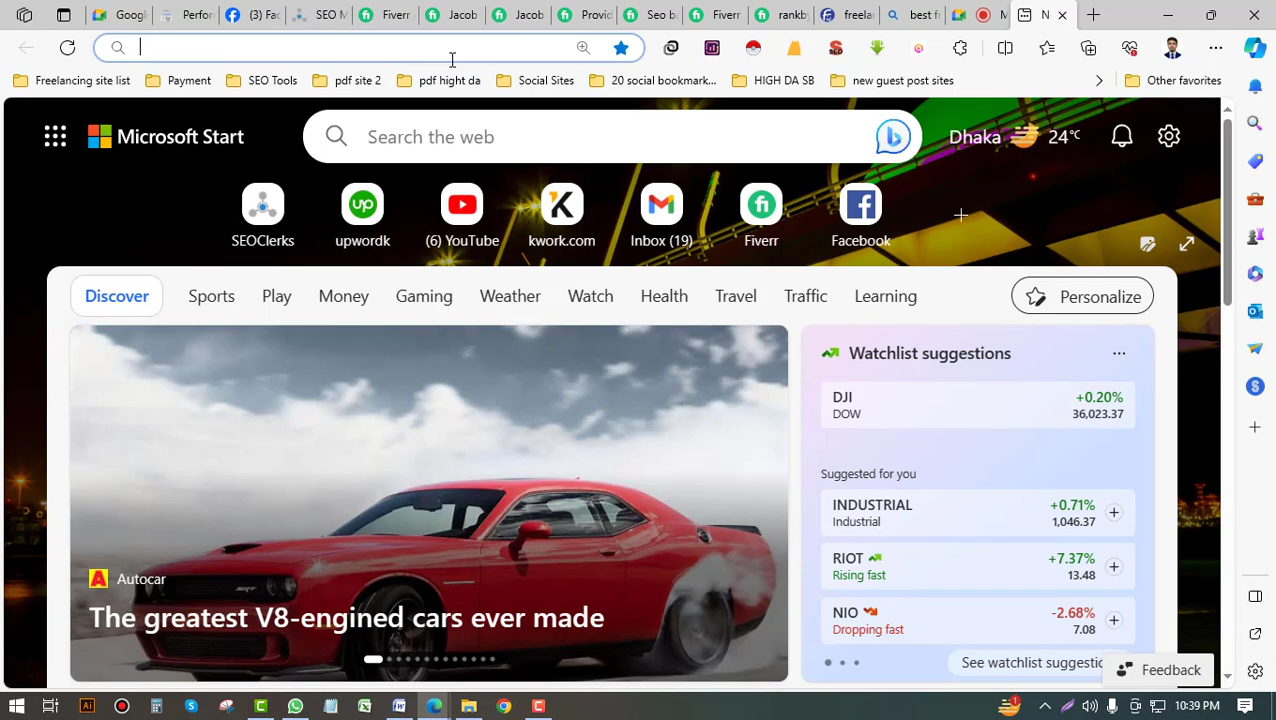 Googl
Perforn
(3) Fac
SEO M
Fiverr
Jacob
Jacob
Provid
Seo b
Fiverr
rankby
freelan
best fr
M
N
Freelancing site list
Payment
SEO Tools
pdf site 2
pdf hight da
Social Sites
20 social bookmark...
HIGH DA SB
new guest post sites
Other favorites
Microsoft Start
Search the web
Dhaka
24°C
SEOClerks
upwordk
(6) YouTube
kwork.com
Inbox (19)
Fiverr
Facebook
Discover
Sports
Play
Money
Gaming
Weather
Watch
Health
Travel
Traffic
Learning
Personalize
Autocar
The greatest V8-engined cars ever made
Watchlist suggestions
DJI
+0.20%
DOW
36,023.37
Suggested for you
INDUSTRIAL
+0.71%
Industrial
1,046.37
RIOT
+7.37%
Rising fast
13.48
NIO
-2.68%
Dropping fast
7.08
See watchlist suggestic
Feedback
10:39 PM